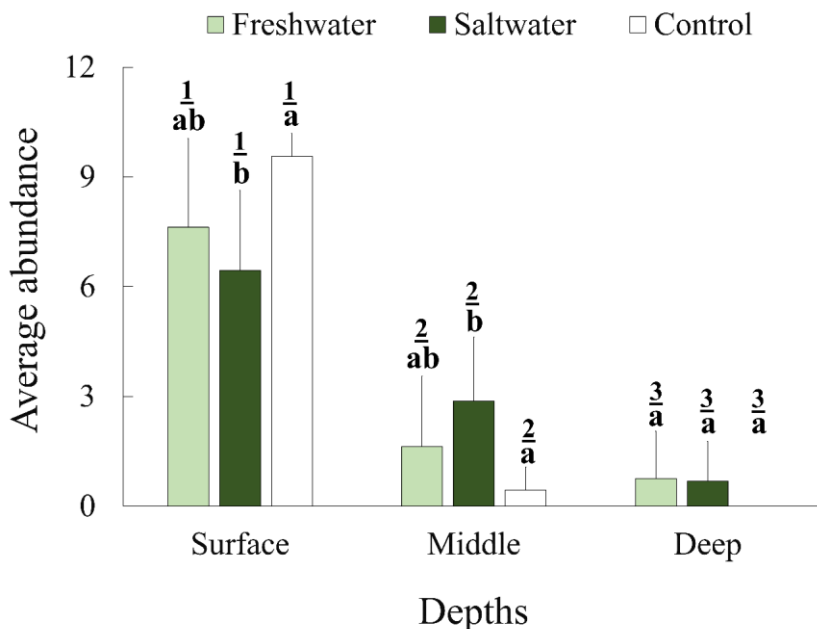 Freshwater Saltwater Control
Average abundance
12
9
6
3
0
1
ab
1
b
1
a
2
ab
2
b
2
a
3
a
3
a
3
a
Surface Middle Deep
Depths